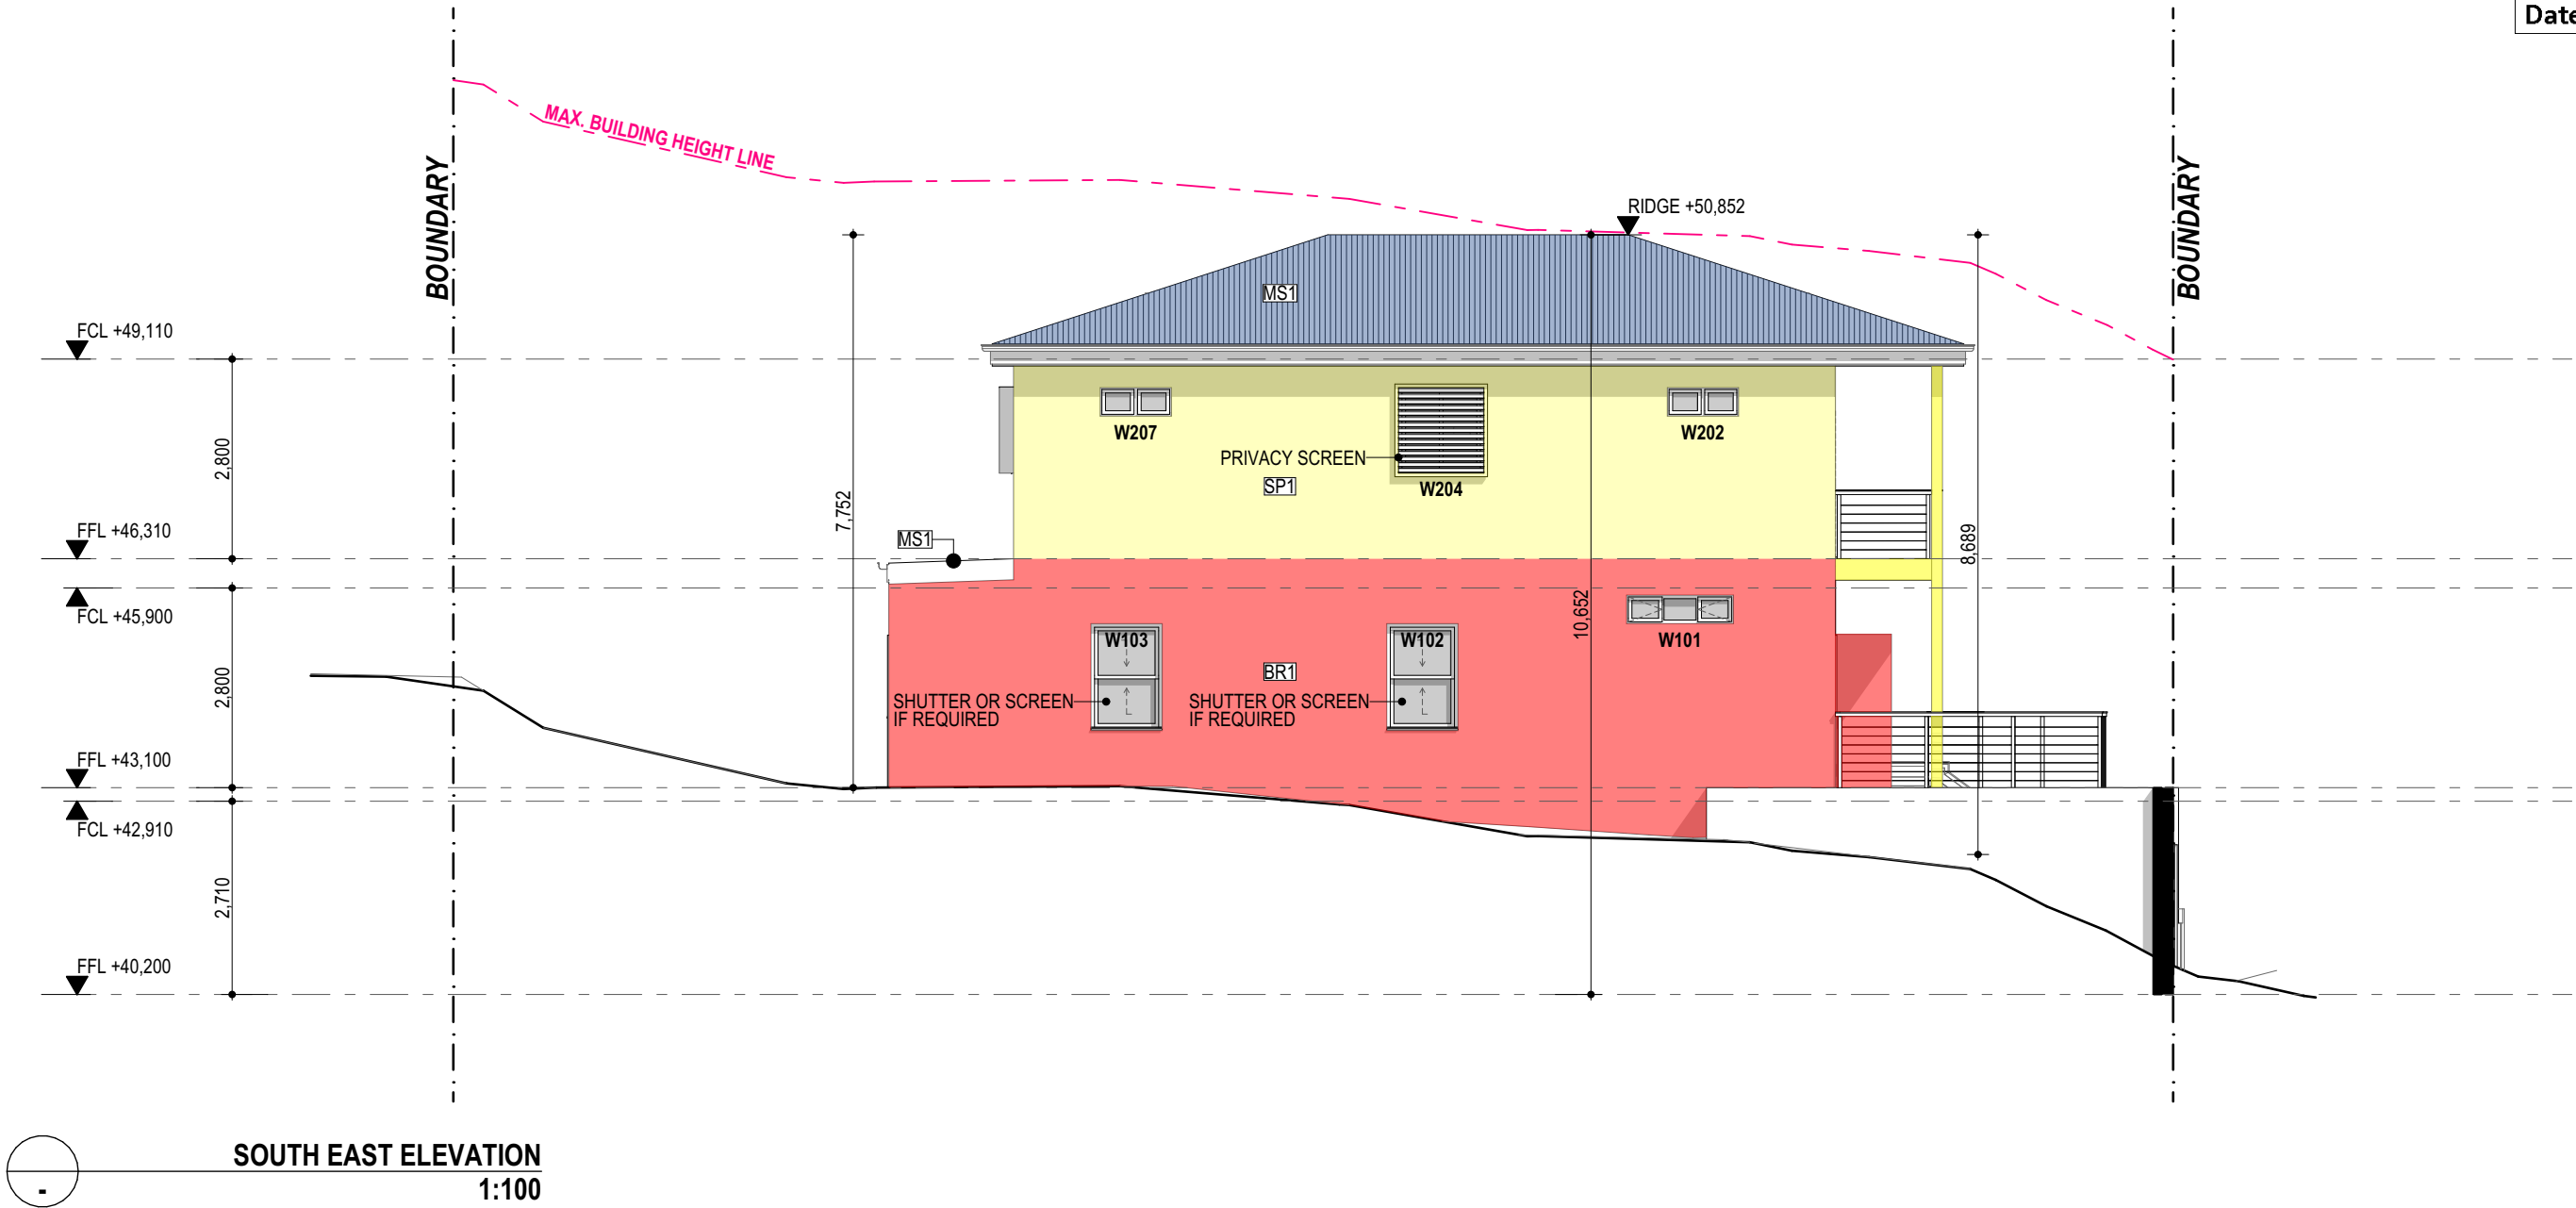 Date
MAX. BUILDING HEIGHT LINE
BOUNDARY
BOUNDARY
RIDGE +50,852
MS1
FCL +49,110
2,800
W207
W202
PRIVACY SCREEN
SP1
W204
7,752
FFL +46,310
MS1
8,689
FCL +45,900
10,652
W103
W102
W101
BR1
2,800
SHUTTER OR SCREEN
IF REQUIRED
SHUTTER OR SCREEN
IF REQUIRED
FFL +43,100
FCL +42,910
2,710
FFL +40,200
SOUTH EAST ELEVATION
1:100
-